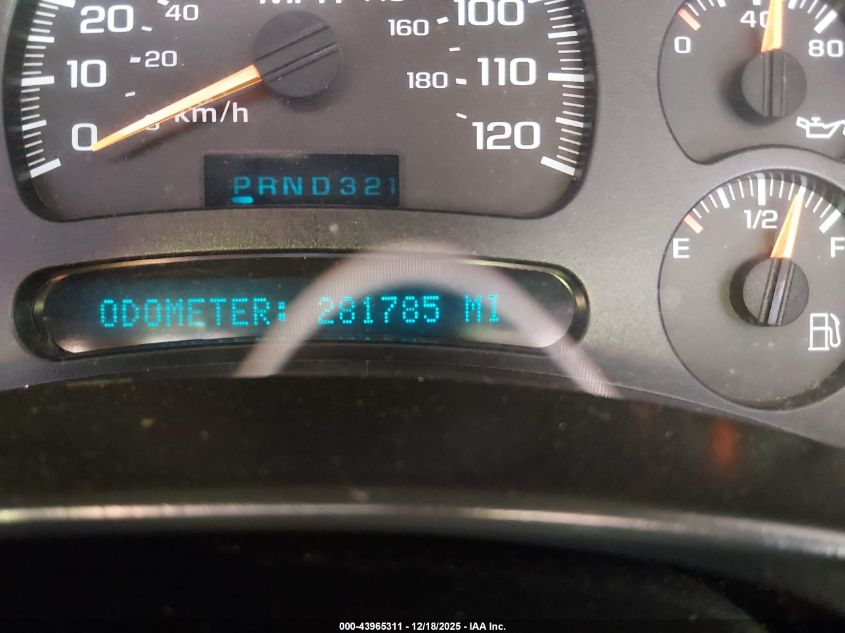 MPH
20 40 160 100
10 20 180 110
0 km/h 120
PRND321
ODOMETER: 281785 MI
0 40 80
E 1/2 F
000-43965311 - 12/18/2025 - IAA Inc.